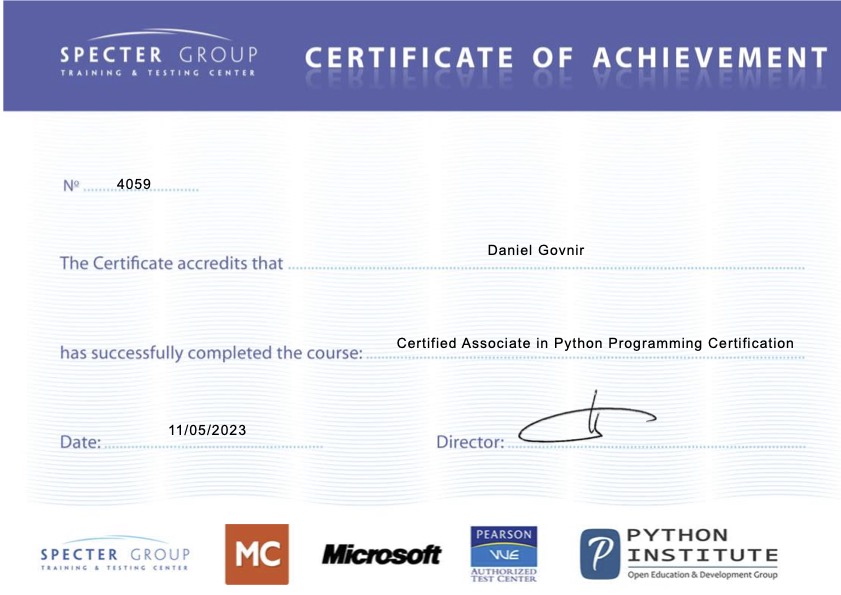 SPECTER GROUP
TRAINING & TESTING CENTER
CERTIFICATE OF ACHIEVEMENT
Nº 4059
The Certificate accredits that Daniel Govnir
has successfully completed the course: Certified Associate in Python Programming Certification
Date: 11/05/2023
Director:
SPECTER GROUP
TRAINING & TESTING CENTER
MC
Microsoft
PEARSON
VUE
AUTHORIZED
TEST CENTER
P
PYTHON
INSTITUTE
Open Education & Development Group